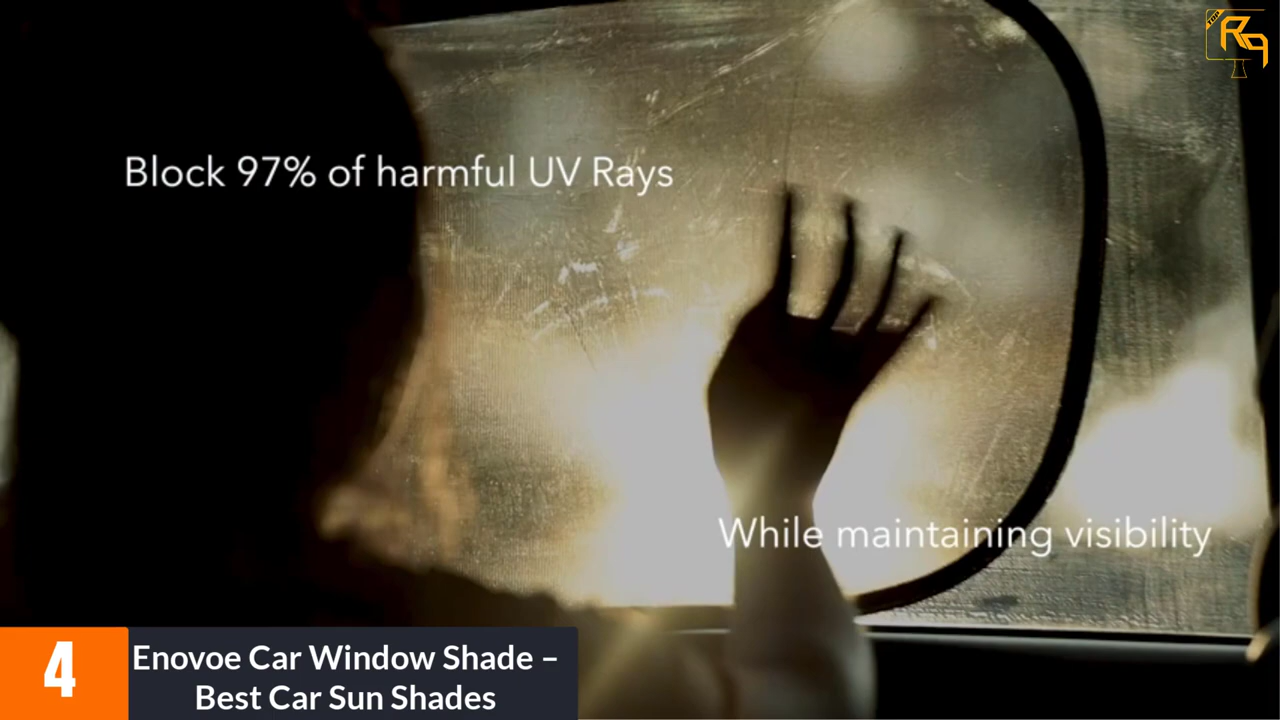 Block 97% of harmful UV Rays
While maintaining visibility
4
Enovoe Car Window Shade –
Best Car Sun Shades